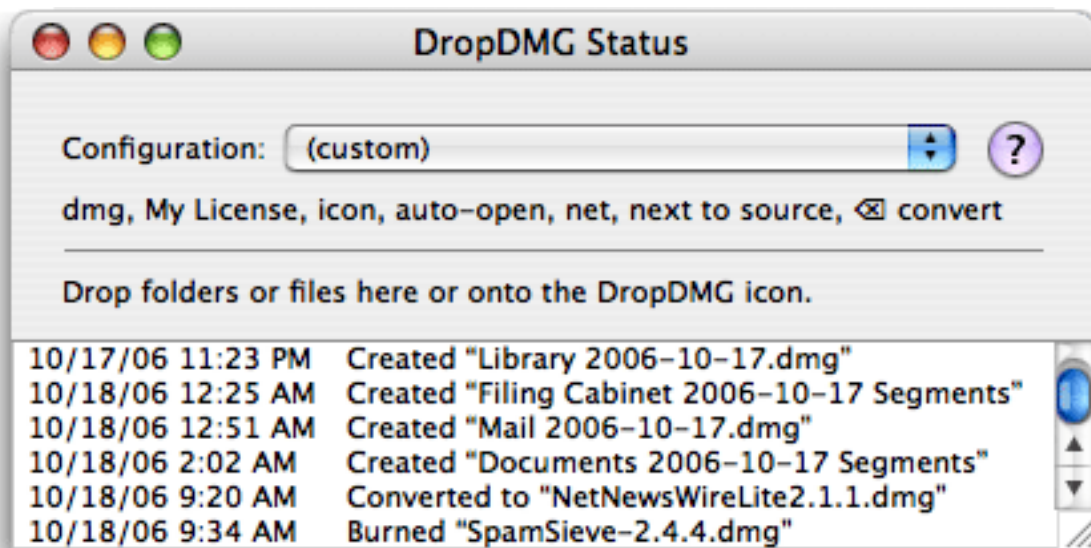 DropDMG Status
Configuration: (custom) ?
dmg, My License, icon, auto-open, net, next to source, ⌫ convert
Drop folders or files here or onto the DropDMG icon.
10/17/06 11:23 PM Created “Library 2006-10-17.dmg”
10/18/06 12:25 AM Created “Filing Cabinet 2006-10-17 Segments”
10/18/06 12:51 AM Created “Mail 2006-10-17.dmg”
10/18/06 2:02 AM Created “Documents 2006-10-17 Segments”
10/18/06 9:20 AM Converted to “NetNewsWireLite2.1.1.dmg”
10/18/06 9:34 AM Burned “SpamSieve-2.4.4.dmg”